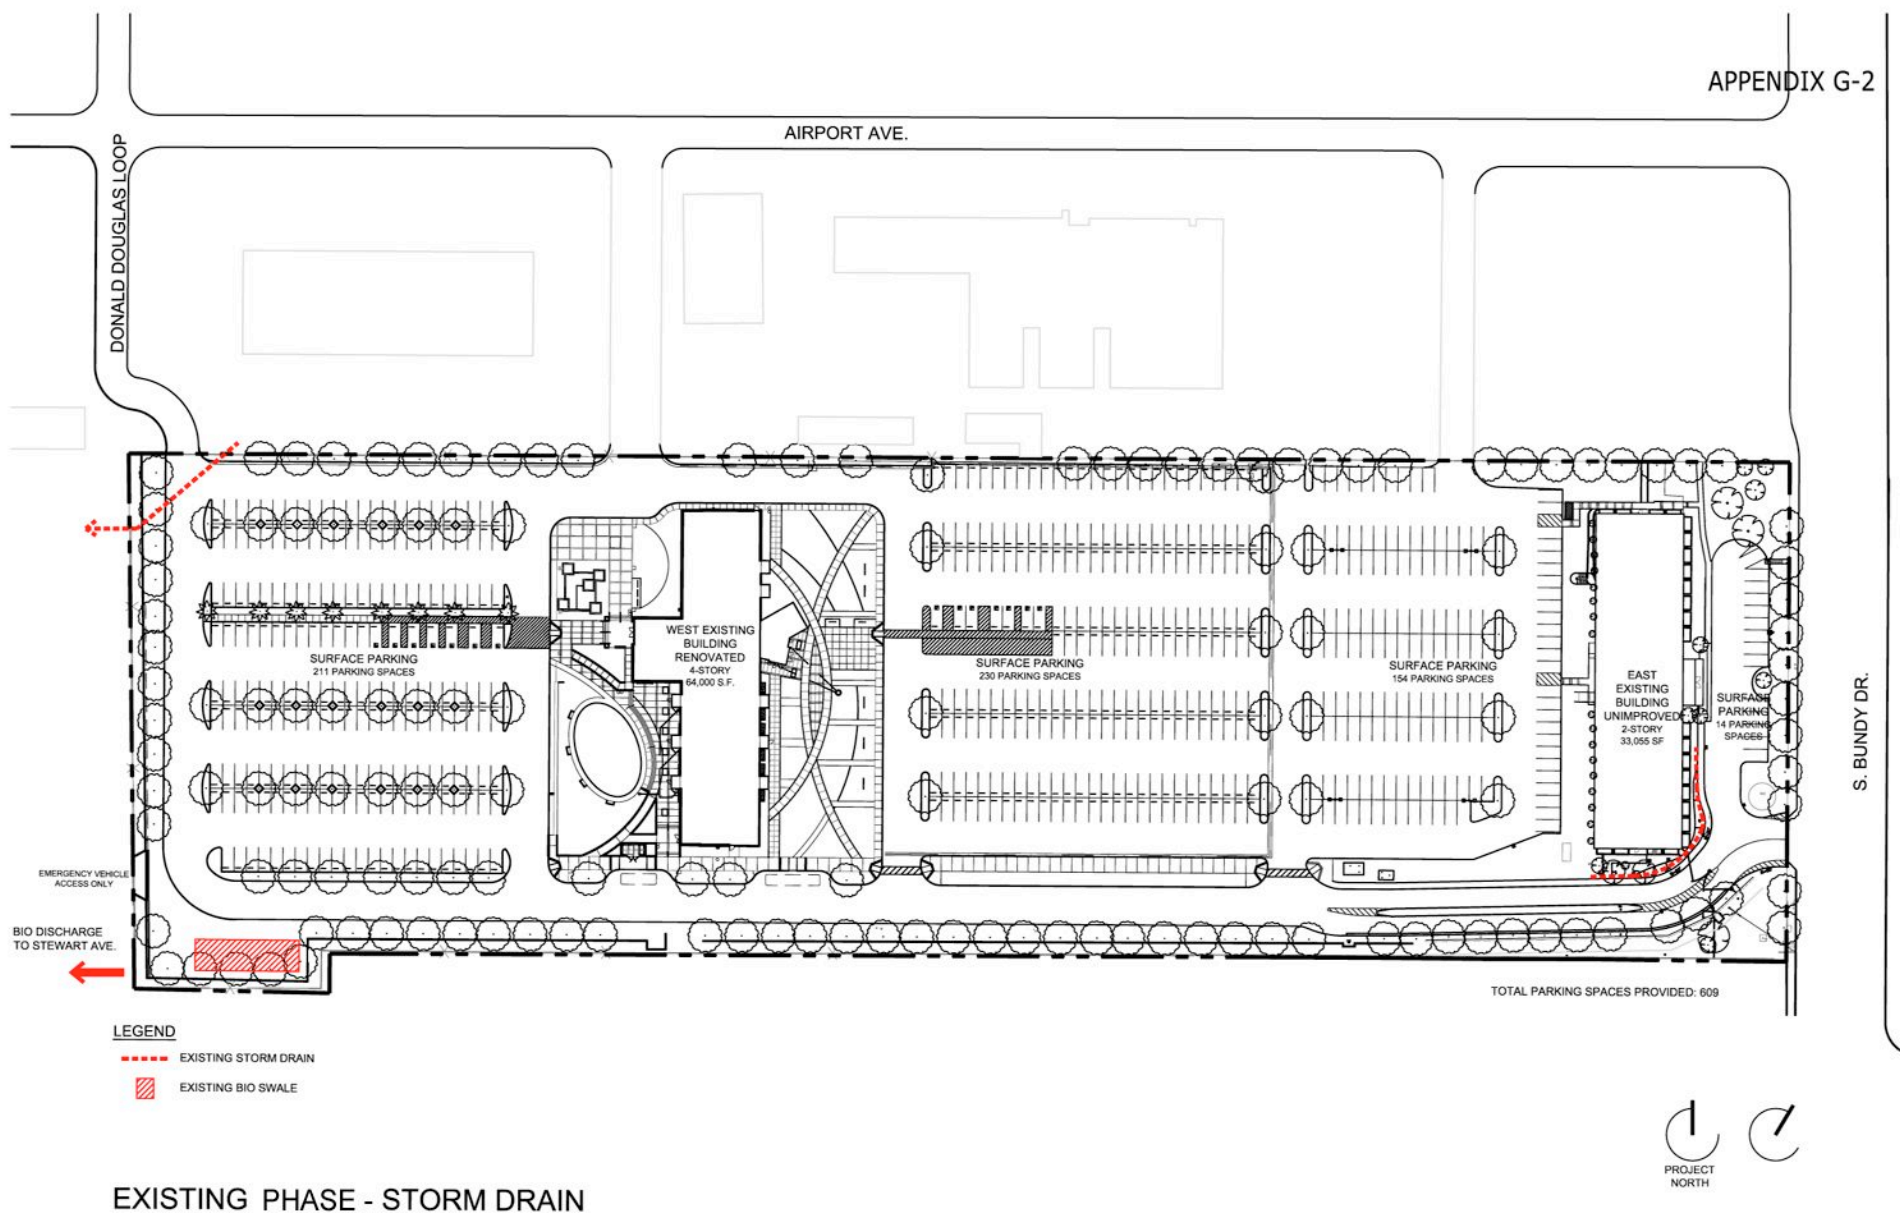 APPENDIX G-2
AIRPORT AVE.
DONALD DOUGLAS LOOP
WEST EXISTING
BUILDING
RENOVATED
4-STORY
64,000 S.F.
SURFACE PARKING
211 PARKING SPACES
SURFACE PARKING
230 PARKING SPACES
SURFACE PARKING
154 PARKING SPACES
EAST
EXISTING
BUILDING
UNIMPROVED
2-STORY
33,055 SF
SURFACE
PARKING
14 PARKING
SPACES
S. BUNDY DR.
EMERGENCY VEHICLE
ACCESS ONLY
BIO DISCHARGE
TO STEWART AVE.
TOTAL PARKING SPACES PROVIDED: 609
LEGEND
EXISTING STORM DRAIN
EXISTING BIO SWALE
PROJECT
NORTH
EXISTING PHASE - STORM DRAIN